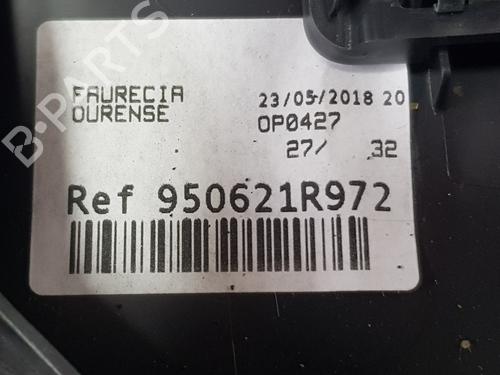 B-PARTS
FAURECIA 23/05/2018 20
OURENSE OP0427
27/ 32
Ref 950621R972